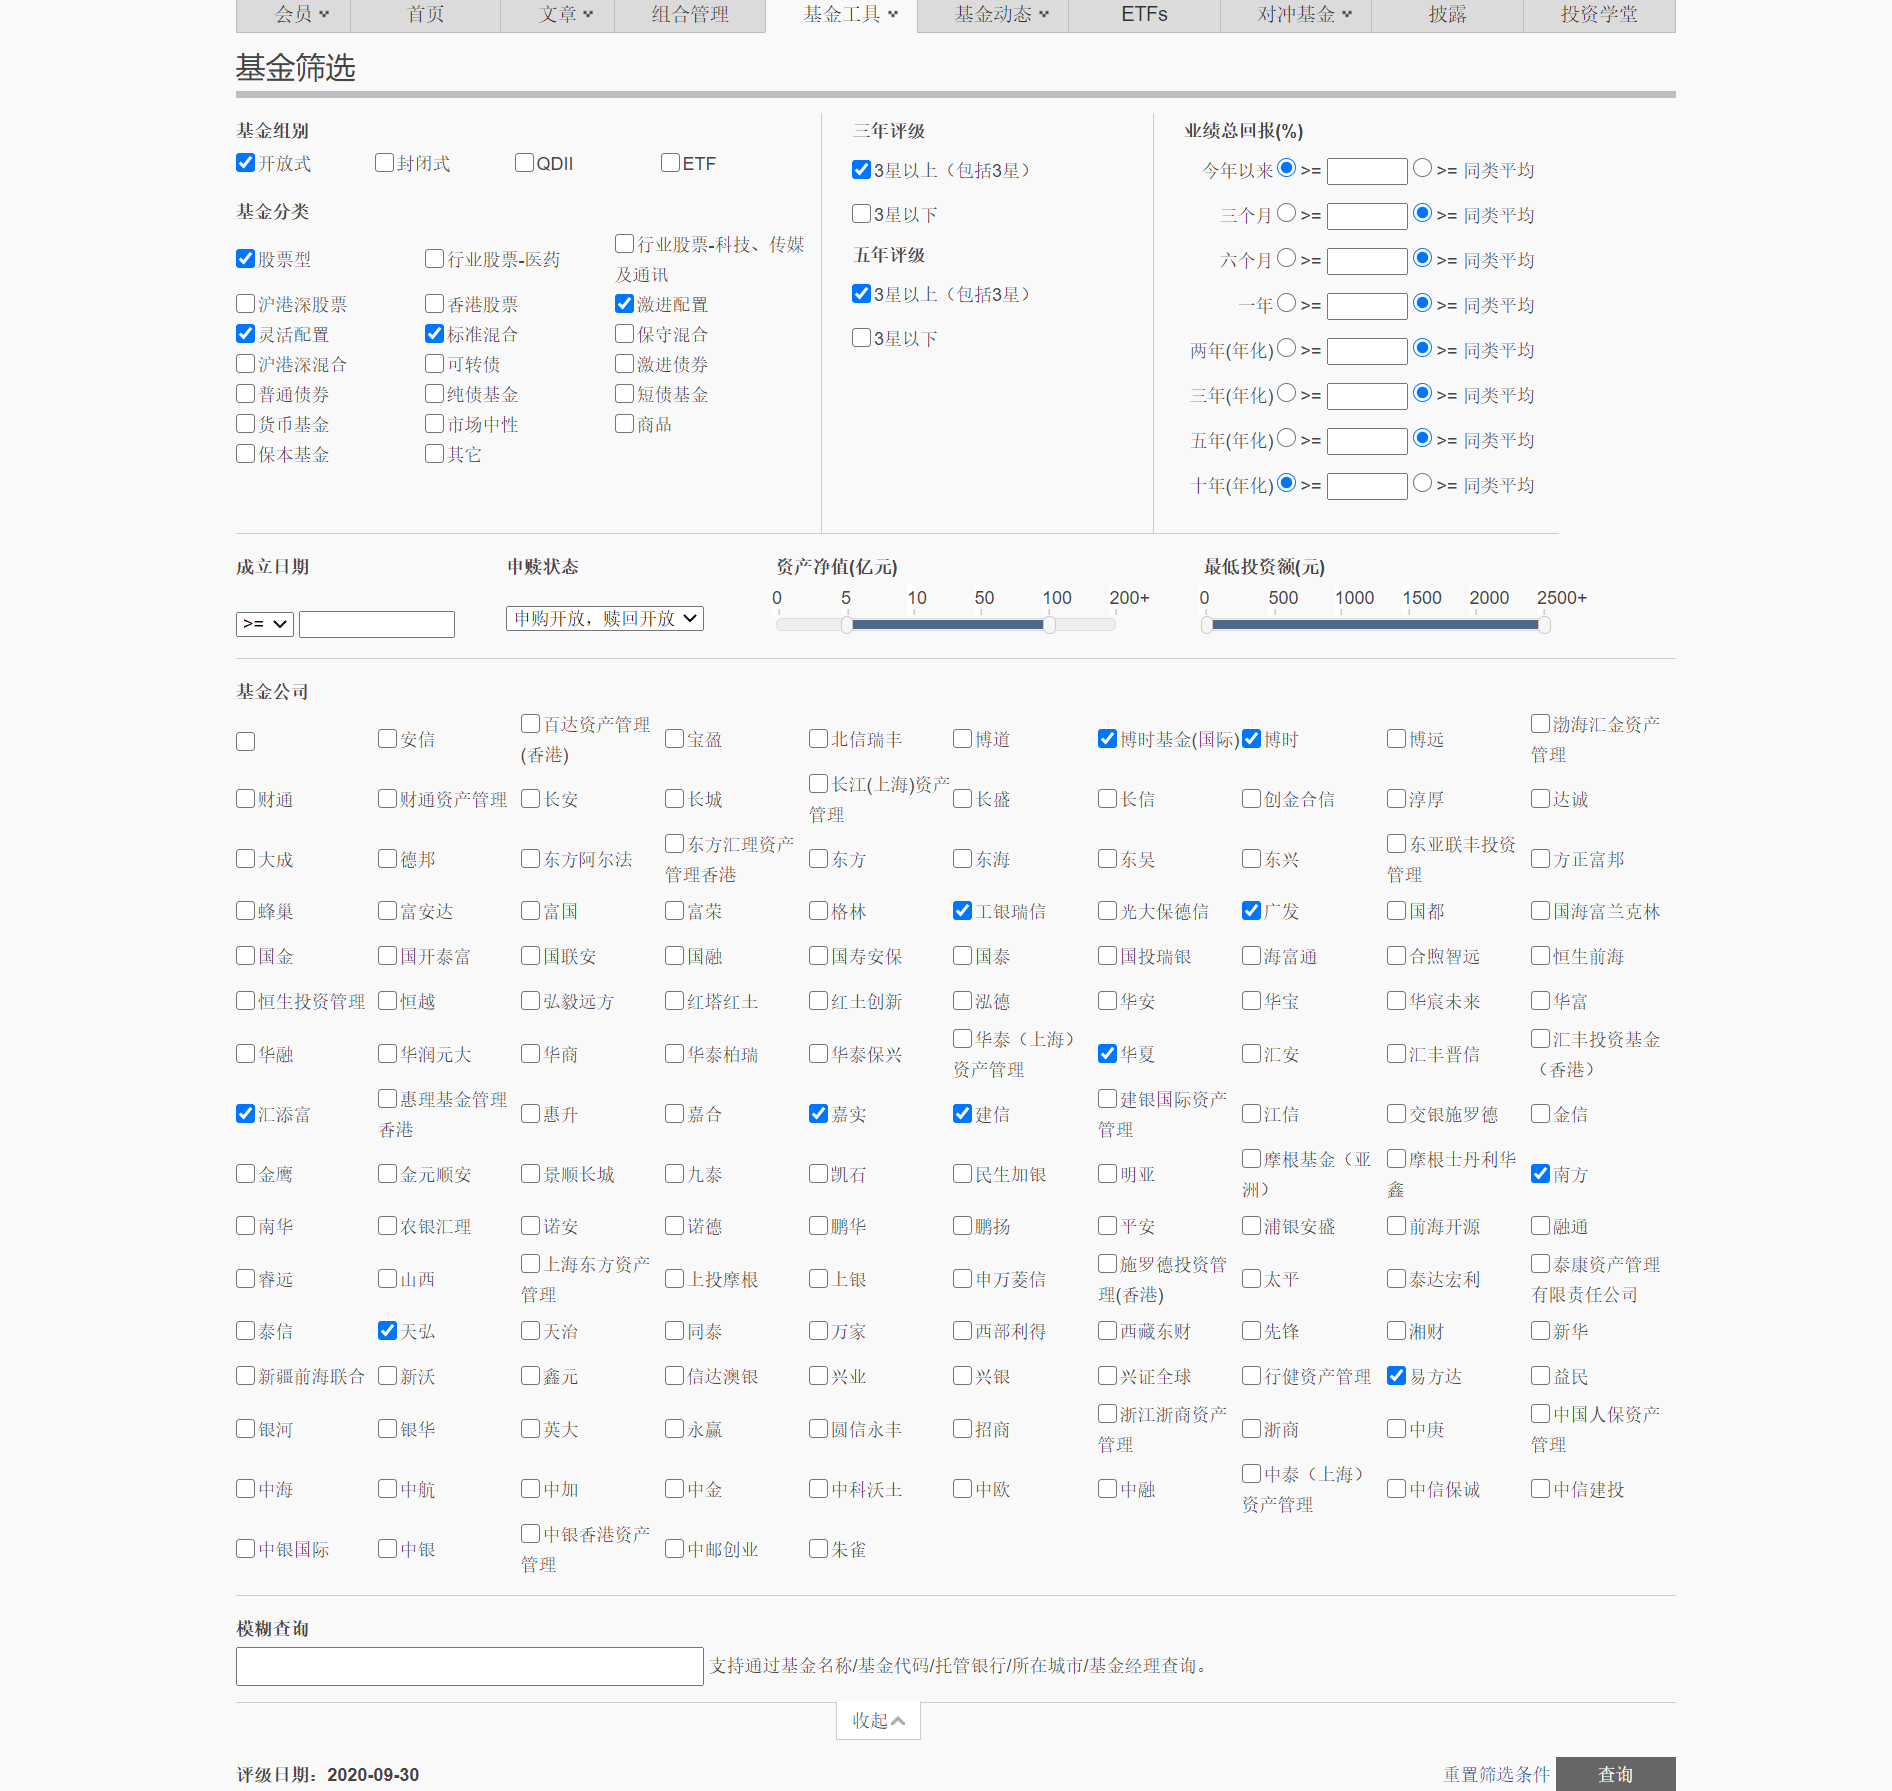 会员 首页 文章 组合管理 基金工具 基金动态 ETFs 对冲基金 披露 投资学堂
基金筛选
基金组别
开放式 封闭式 QDII ETF
基金分类
股票型 行业股票-医药 行业股票-科技、传媒
及通讯
沪港深股票 香港股票 激进配置
灵活配置 标准混合 保守混合
沪港深混合 可转债 激进债券
普通债券 纯债基金 短债基金
货币基金 市场中性 商品
保本基金 其它
三年评级
3星以上（包括3星）
3星以下
五年评级
3星以上（包括3星）
3星以下
业绩总回报(%)
今年以来 >= >= 同类平均
三个月 >= >= 同类平均
六个月 >= >= 同类平均
一年 >= >= 同类平均
两年(年化) >= >= 同类平均
三年(年化) >= >= 同类平均
五年(年化) >= >= 同类平均
十年(年化) >= >= 同类平均
成立日期 申赎状态 资产净值(亿元) 最低投资额(元)
0 5 10 50 100 200+ 0 500 1000 1500 2000 2500+
>= 申购开放，赎回开放
基金公司
安信 百达资产管理
(香港) 宝盈 北信瑞丰 博道 博时基金(国际) 博时 博远 渤海汇金资产
管理
财通 财通资产管理 长安 长城 长江(上海)资产
管理 长盛 长信 创金合信 淳厚 达诚
大成 德邦 东方阿尔法 东方汇理资产
管理香港 东方 东海 东吴 东兴 东亚联丰投资
管理 方正富邦
蜂巢 富安达 富国 富荣 格林 工银瑞信 光大保德信 广发 国都 国海富兰克林
国金 国开泰富 国联安 国融 国寿安保 国泰 国投瑞银 海富通 合煦智远 恒生前海
恒生投资管理 恒越 弘毅远方 红塔红土 红土创新 泓德 华安 华宝 华宸未来 华富
华融 华润元大 华商 华泰柏瑞 华泰保兴 华泰（上海）
资产管理 华夏 汇安 汇丰晋信 汇丰投资基金
（香港）
汇添富 惠理基金管理
香港 惠升 嘉合 嘉实 建信 建银国际资产
管理 江信 交银施罗德 金信
金鹰 金元顺安 景顺长城 九泰 凯石 民生加银 明亚 摩根基金（亚
洲） 摩根士丹利华
鑫 南方
南华 农银汇理 诺安 诺德 鹏华 鹏扬 平安 浦银安盛 前海开源 融通
睿远 山西 上海东方资产
管理 上投摩根 上银 申万菱信 施罗德投资管
理(香港) 太平 泰达宏利 泰康资产管理
有限责任公司
泰信 天弘 天治 同泰 万家 西部利得 西藏东财 先锋 湘财 新华
新疆前海联合 新沃 鑫元 信达澳银 兴业 兴银 兴证全球 行健资产管理 易方达 益民
银河 银华 英大 永赢 圆信永丰 招商 浙江浙商资产
管理 浙商 中庚 中国人保资产
管理
中海 中航 中加 中金 中科沃土 中欧 中融 中泰（上海）
资产管理 中信保诚 中信建投
中银国际 中银 中银香港资产
管理 中邮创业 朱雀
模糊查询
支持通过基金名称/基金代码/托管银行/所在城市/基金经理查询。
收起
评级日期：2020-09-30 重置筛选条件 查询